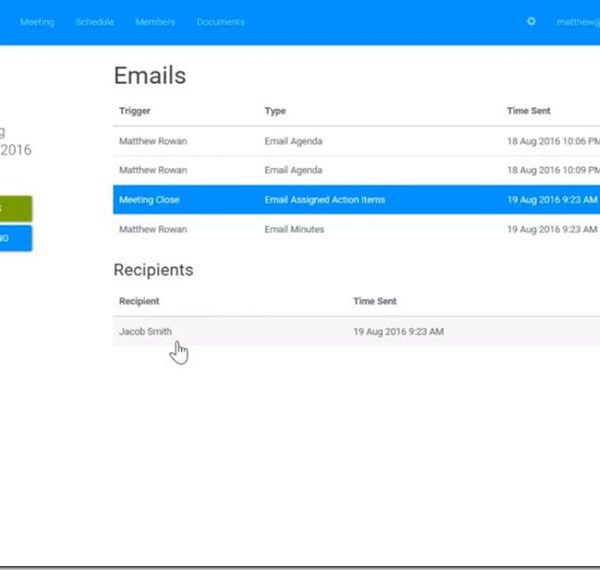 Meeting Schedule Members Documents matthew@
Emails
Trigger Type Time Sent
g
2016
Matthew Rowan Email Agenda 18 Aug 2016 10:06 PM
Matthew Rowan Email Agenda 18 Aug 2016 10:09 PM
S
Meeting Close Email Assigned Action Items 19 Aug 2016 9:23 AM
Matthew Rowan Email Minutes 19 Aug 2016 9:23 AM
NG
Recipients
Recipient Time Sent
Jacob Smith 19 Aug 2016 9:23 AM